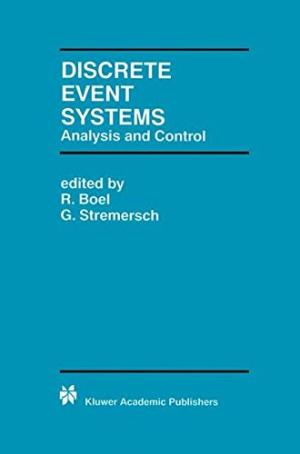 DISCRETE
EVENT
SYSTEMS
Analysis and Control
edited by
R. Boel
G. Stremersch
Kluwer Academic Publishers